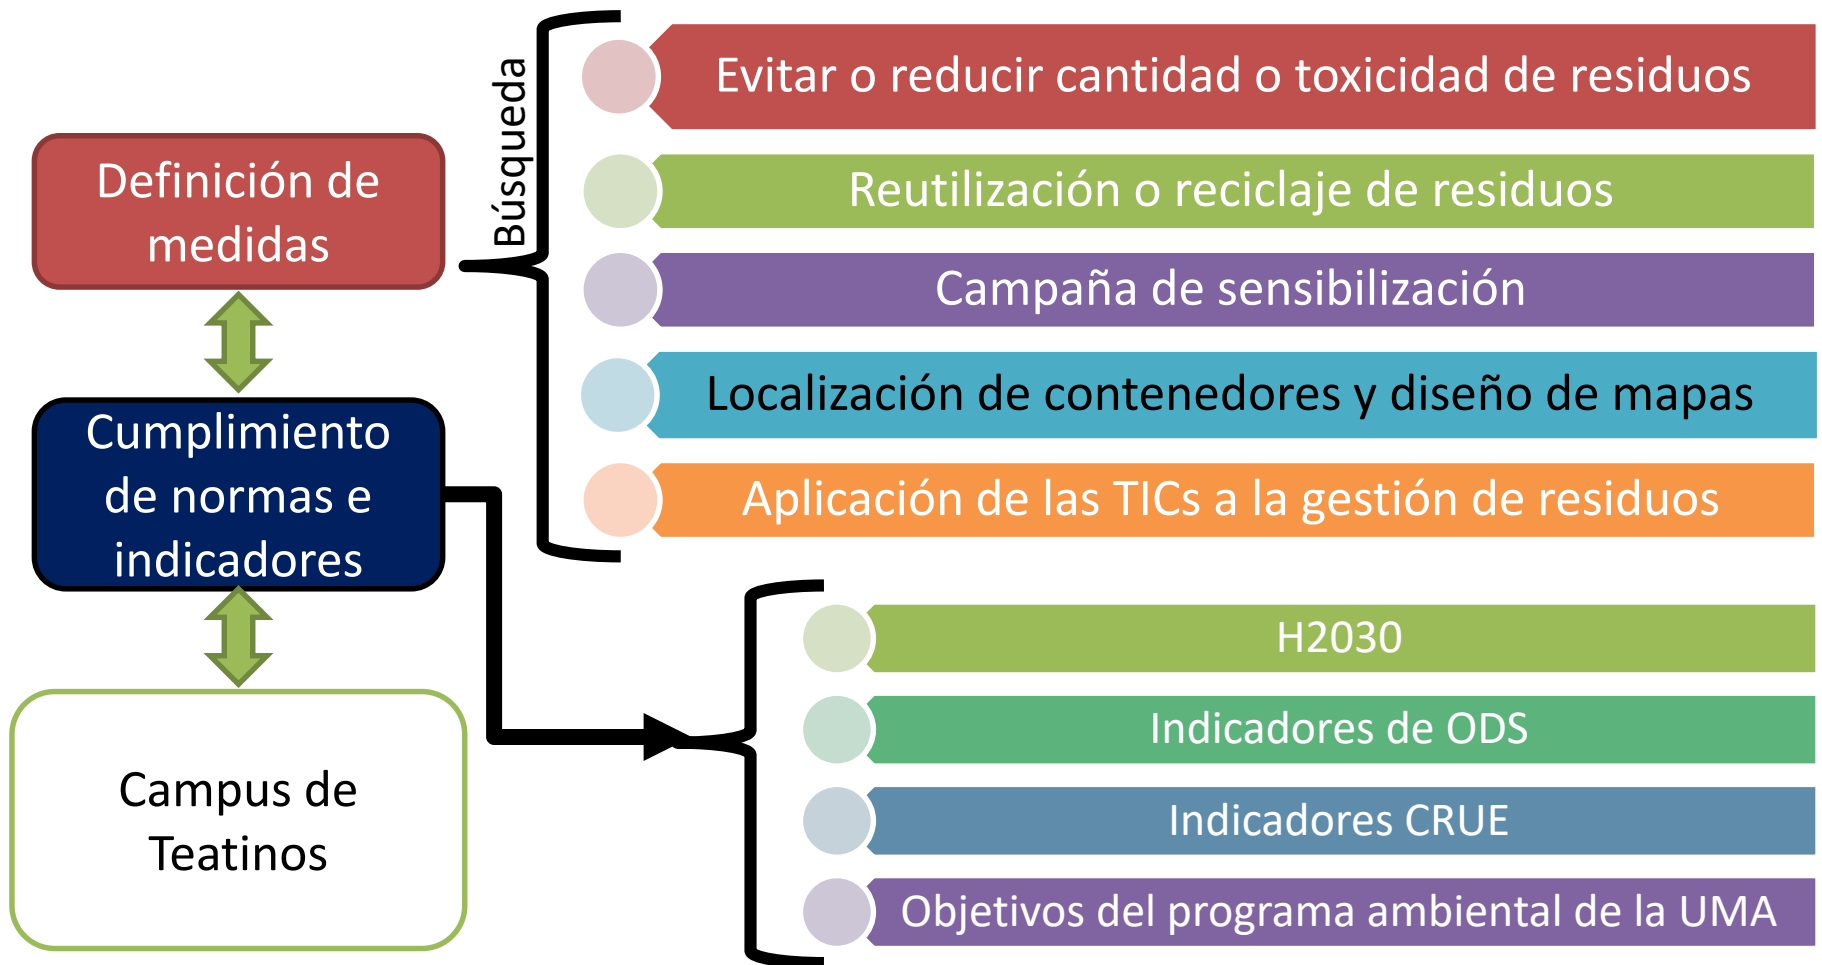 Definición de
medidas
Cumplimiento
de normas e
indicadores
Campus de
Teatinos
Búsqueda
Evitar o reducir cantidad o toxicidad de residuos
Reutilización o reciclaje de residuos
Campaña de sensibilización
Localización de contenedores y diseño de mapas
Aplicación de las TICs a la gestión de residuos
H2030
Indicadores de ODS
Indicadores CRUE
Objetivos del programa ambiental de la UMA